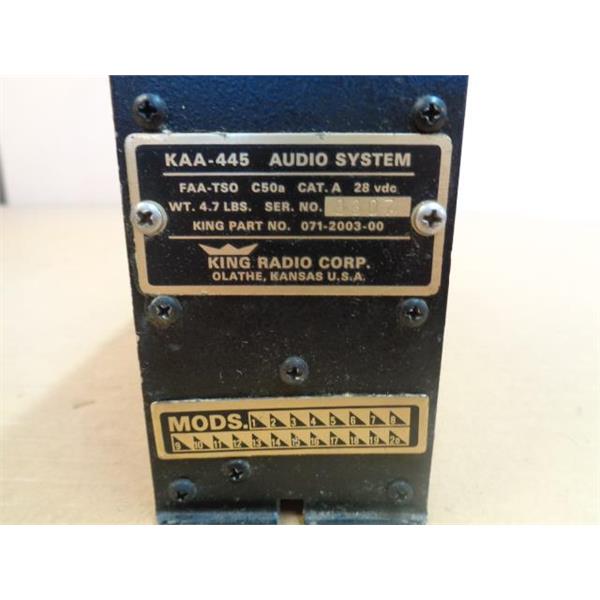 KAA-445 AUDIO SYSTEM
FAA-TSO C50a CAT. A 28 vdc
WT. 4.7 LBS. SER. NO.
KING PART NO. 071-2003-00
KING RADIO CORP.
OLATHE, KANSAS U.S.A.
MODS. 1 2 3 4 5 6 7 8
9 10 11 12 13 14 15 16 17 18 19 20